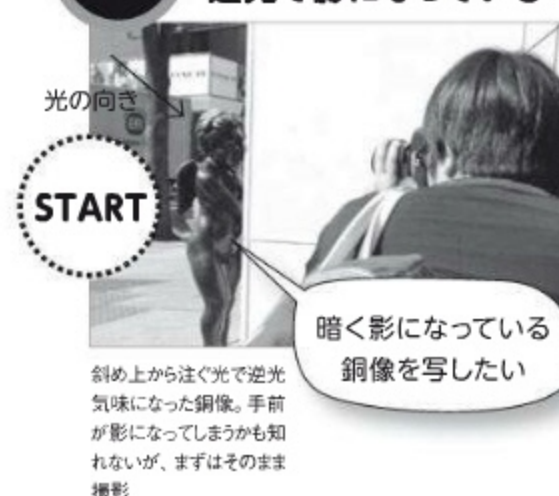 逆光で影になっている
光の向き
START
暗く影になっている
銅像を写したい
斜め上から注ぐ光で逆光
気味になった銅像。手前
が影になってしまうかも知
れないが、まずはそのまま
撮影